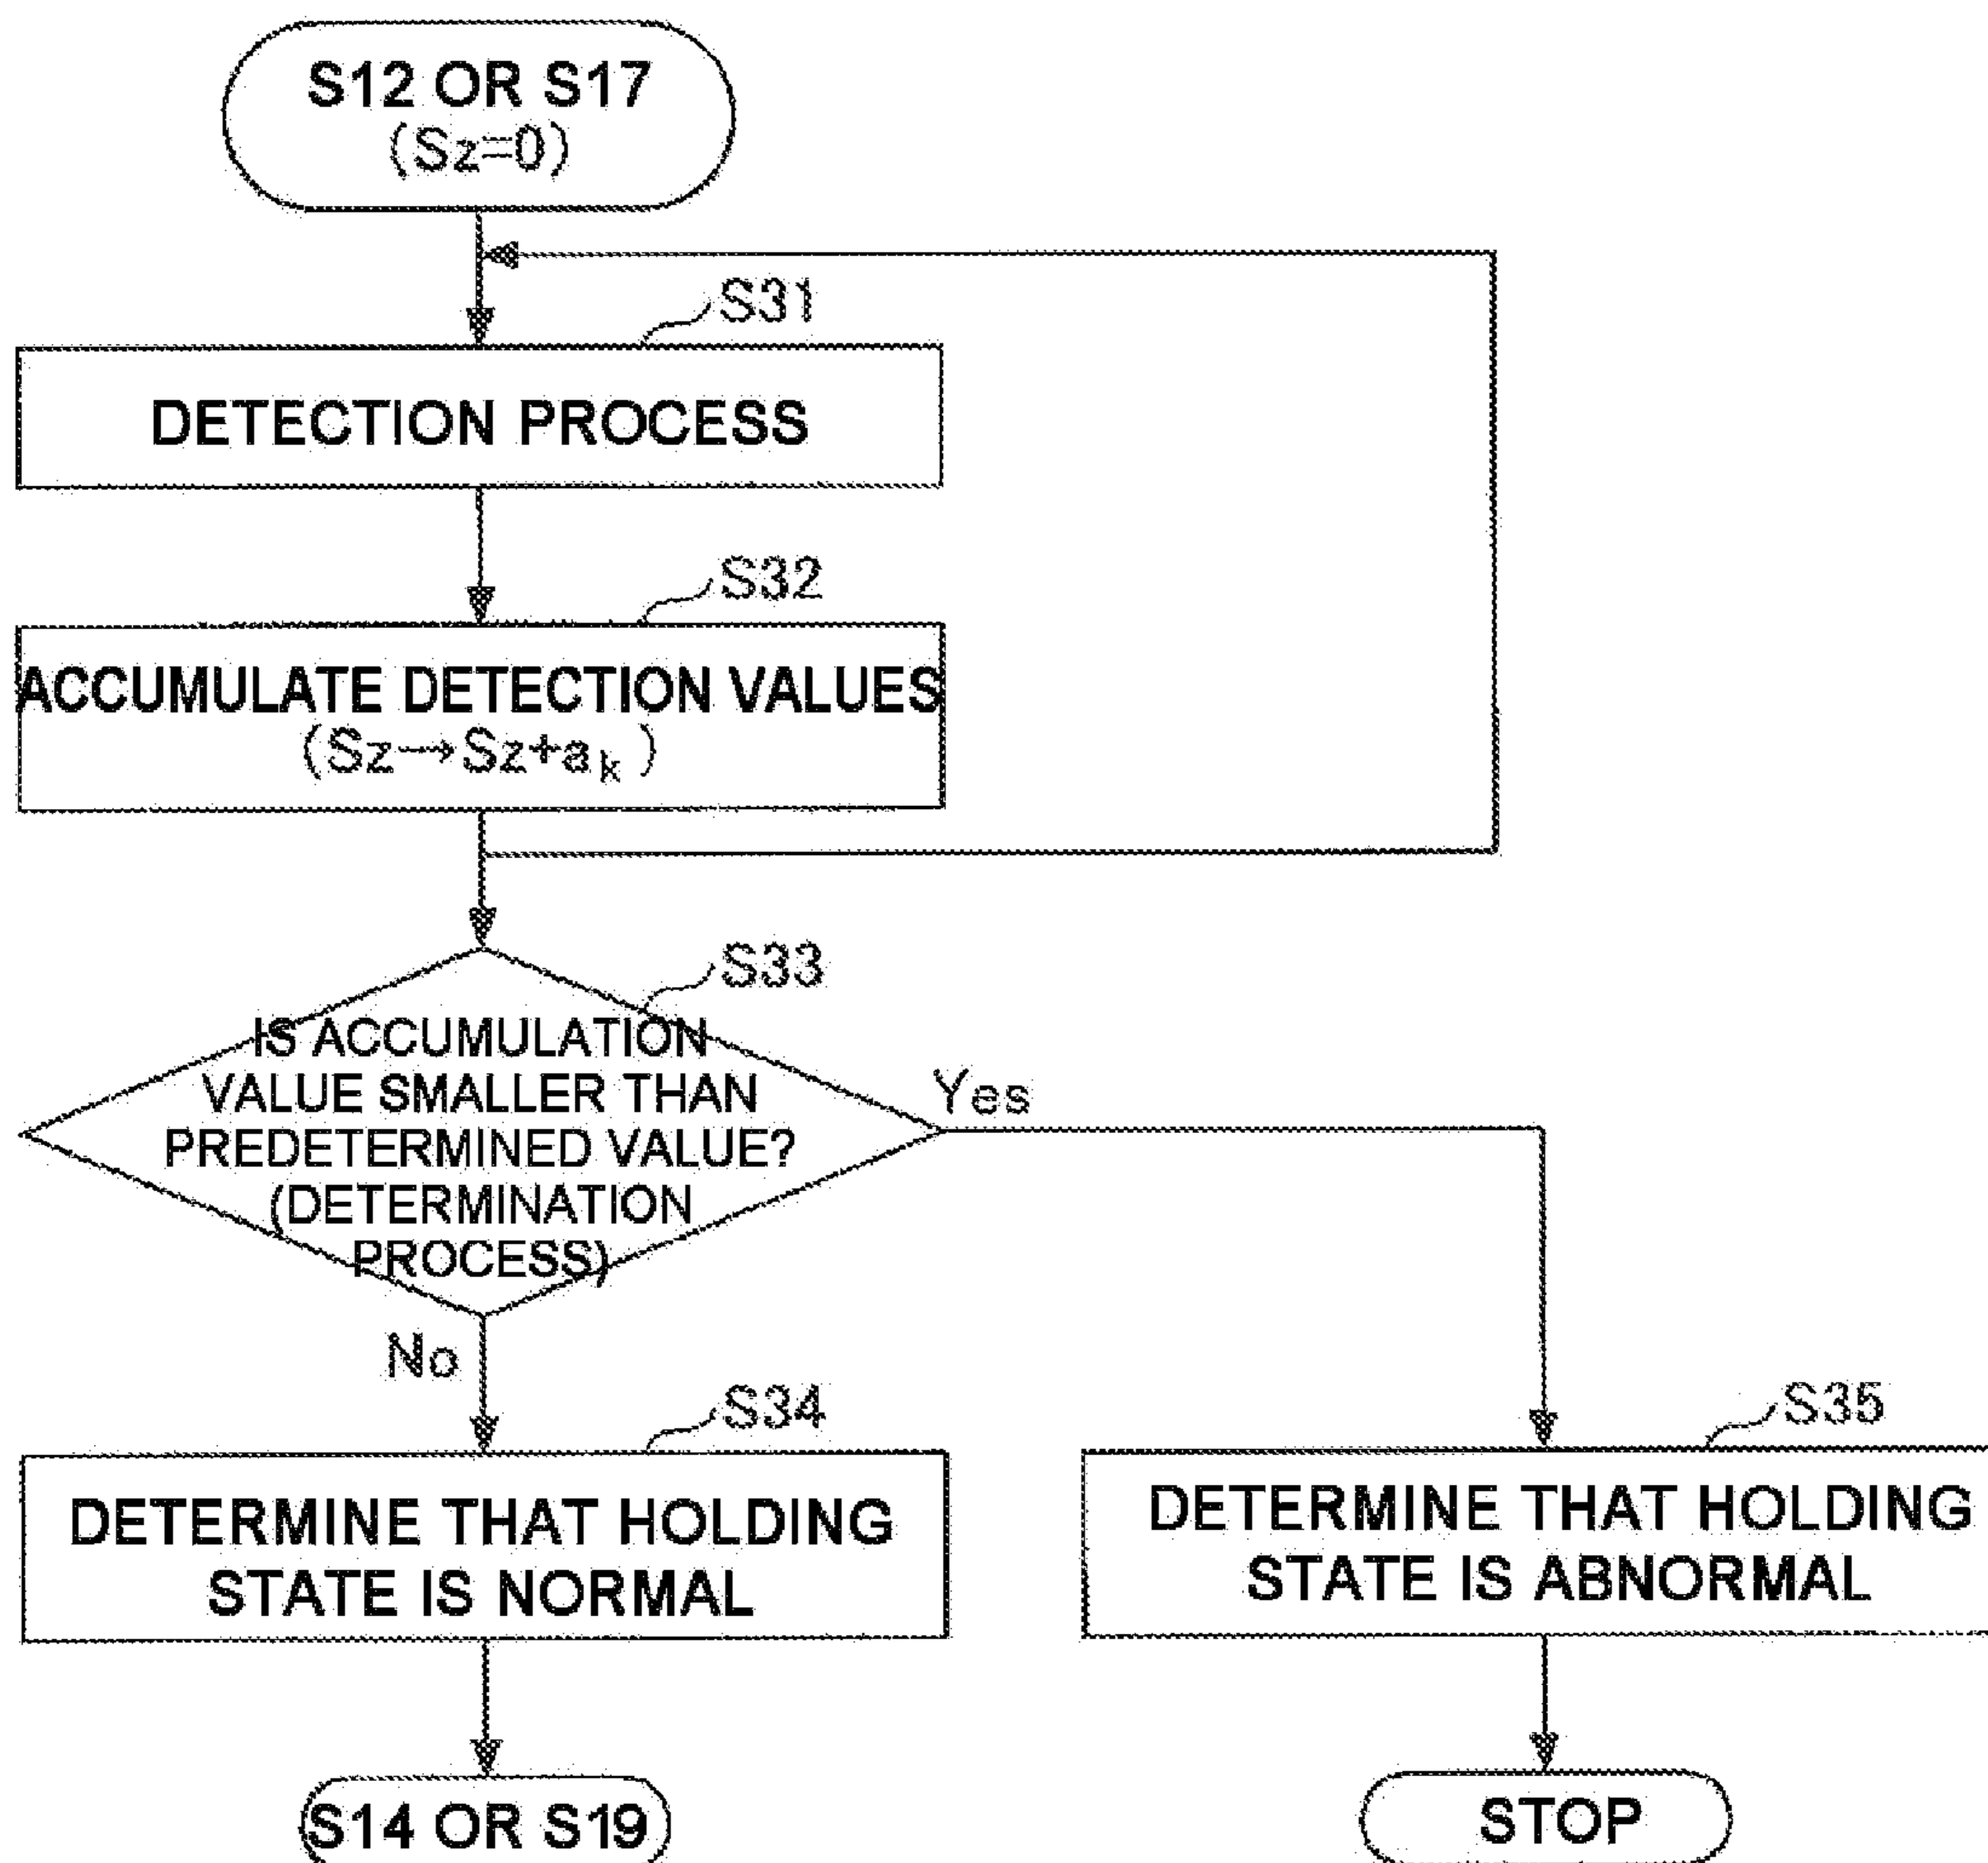 S12 OR S17
(Sz=0)
S31
DETECTION PROCESS
S32
ACCUMULATE DETECTION VALUES
(Sz→Sz+aₖ)
S33
IS ACCUMULATION
VALUE SMALLER THAN
PREDETERMINED VALUE?
(DETERMINATION
PROCESS)
Yes
No
S34
DETERMINE THAT HOLDING
STATE IS NORMAL
S35
DETERMINE THAT HOLDING
STATE IS ABNORMAL
S14 OR S19
STOP